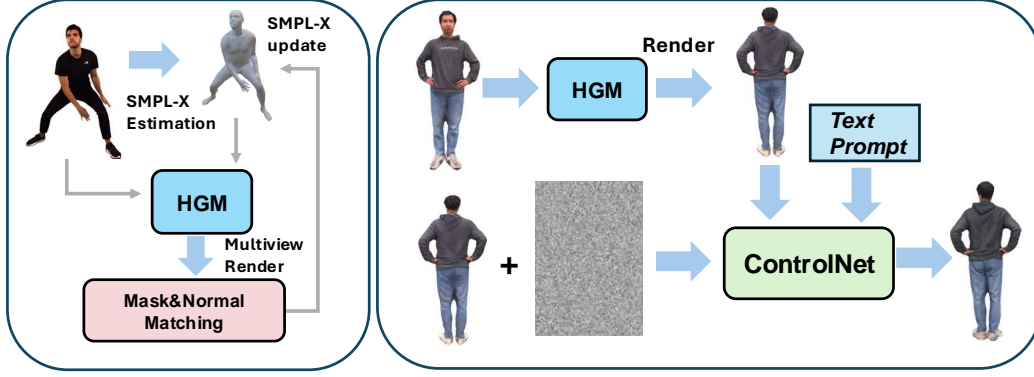 SMPL-X
update
SMPL-X
Estimation
HGM
Multiview
Render
Mask&Normal
Matching
HGM
Render
Text
Prompt
+
ControlNet